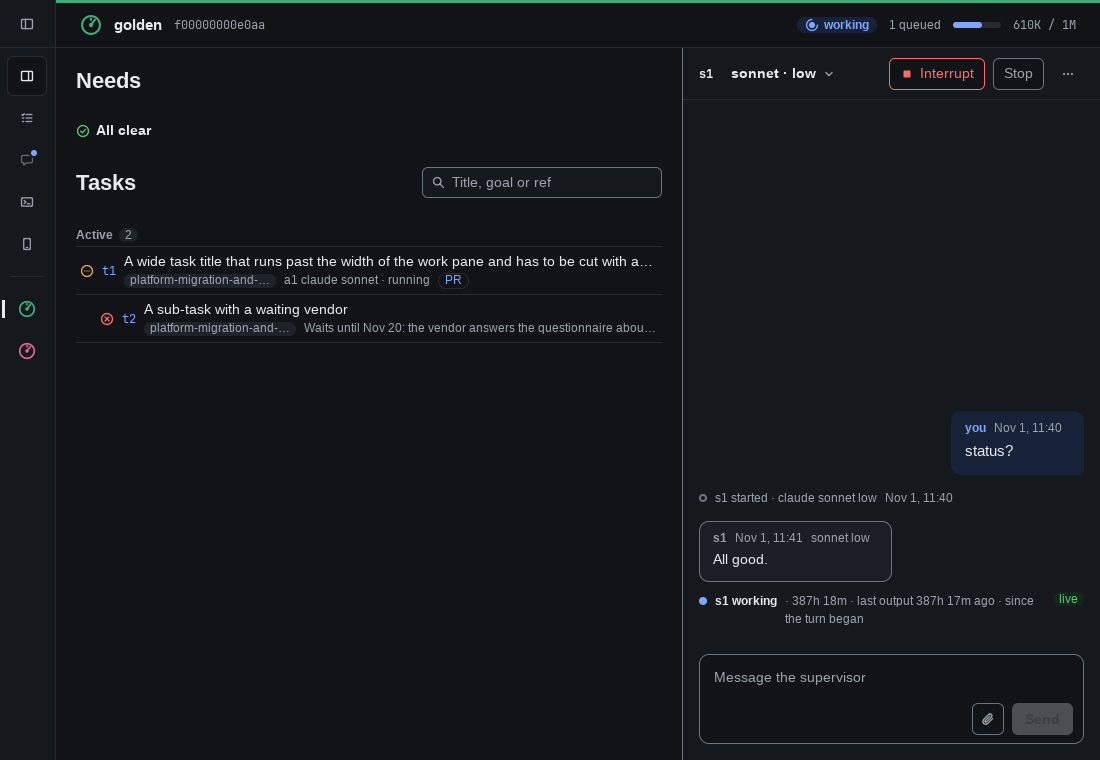 golden f00000000e0aa
working 1 queued 610K / 1M
Needs
All clear
Tasks
Title, goal or ref
Active 2
t1 A wide task title that runs past the width of the work pane and has to be cut with a…
platform-migration-and-… a1 claude sonnet · running PR
t2 A sub-task with a waiting vendor
platform-migration-and-… Waits until Nov 20: the vendor answers the questionnaire abou…
s1 sonnet · low Interrupt Stop ···
you Nov 1, 11:40
status?
s1 started · claude sonnet low Nov 1, 11:40
s1 Nov 1, 11:41 sonnet low
All good.
s1 working · 387h 18m · last output 387h 17m ago · since live
the turn began
Message the supervisor
Send